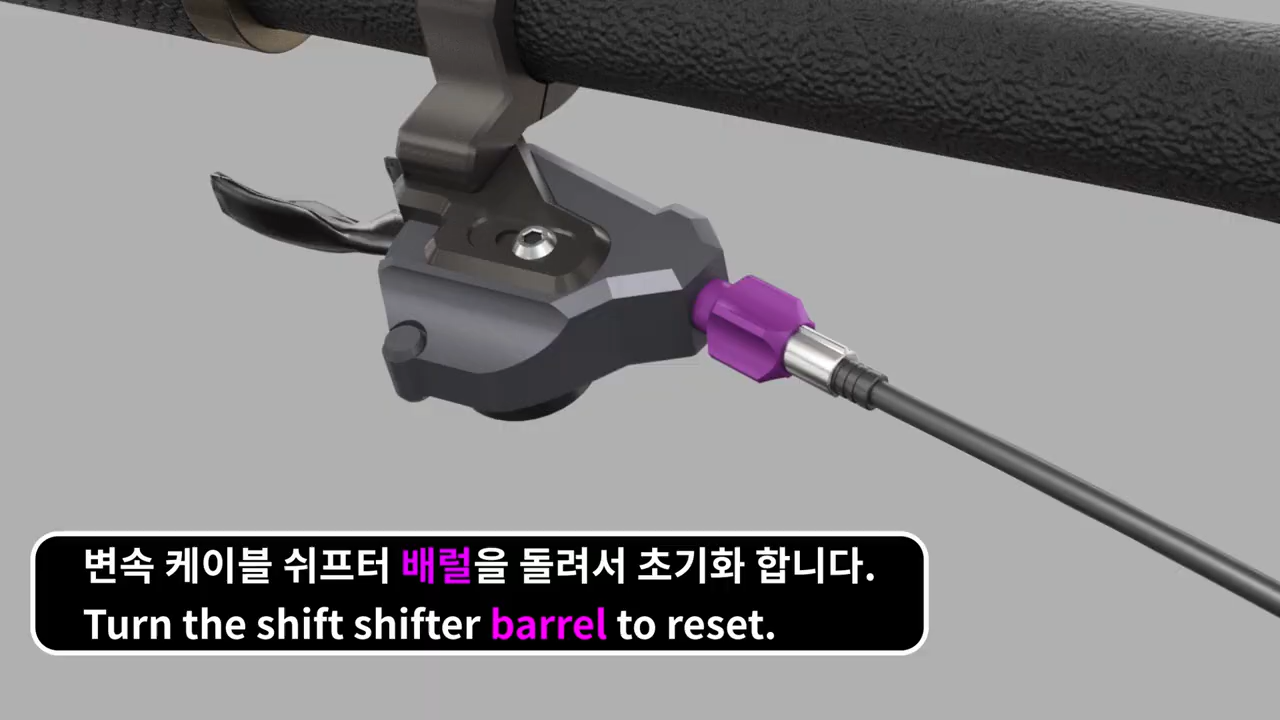 변속 케이블 쉬프터 배럴을 돌려서 초기화 합니다.
Turn the shift shifter barrel to reset.